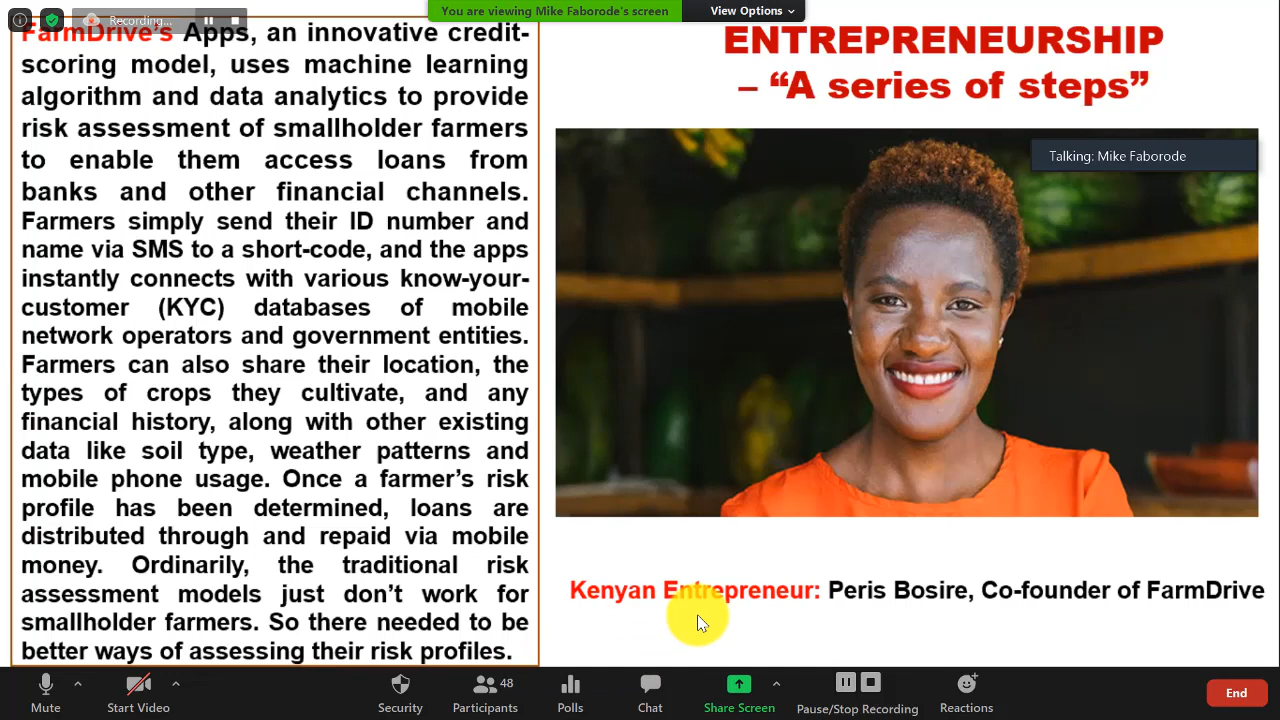 Recording...
You are viewing Mike Faborode's screen
View Options
FarmDrive's Apps, an innovative credit-
scoring model, uses machine learning
algorithm and data analytics to provide
risk assessment of smallholder farmers
to enable them access loans from
banks and other financial channels.
Farmers simply send their ID number and
name via SMS to a short-code, and the apps
instantly connects with various know-your-
customer (KYC) databases of mobile
network operators and government entities.
Farmers can also share their location, the
types of crops they cultivate, and any
financial history, along with other existing
data like soil type, weather patterns and
mobile phone usage. Once a farmer's risk
profile has been determined, loans are
distributed through and repaid via mobile
money. Ordinarily, the traditional risk
assessment models just don't work for
smallholder farmers. So there needed to be
better ways of assessing their risk profiles.
ENTREPRENEURSHIP
– “A series of steps”
Talking: Mike Faborode
Kenyan Entrepreneur: Peris Bosire, Co-founder of FarmDrive
Mute
Start Video
Security
Participants 48
Polls
Chat
Share Screen
Pause/Stop Recording
Reactions
End